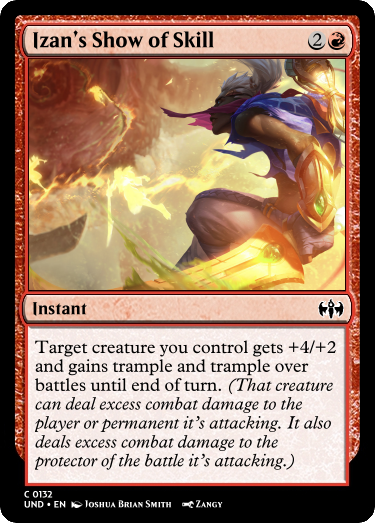 Izan's Show of Skill 2
Instant
Target creature you control gets +4/+2
and gains trample and trample over
battles until end of turn. (That creature
can deal excess combat damage to the
player or permanent it's attacking. It also
deals excess combat damage to the
protector of the battle it's attacking.)
C 0132
UND • EN Joshua Brian Smith Zangy